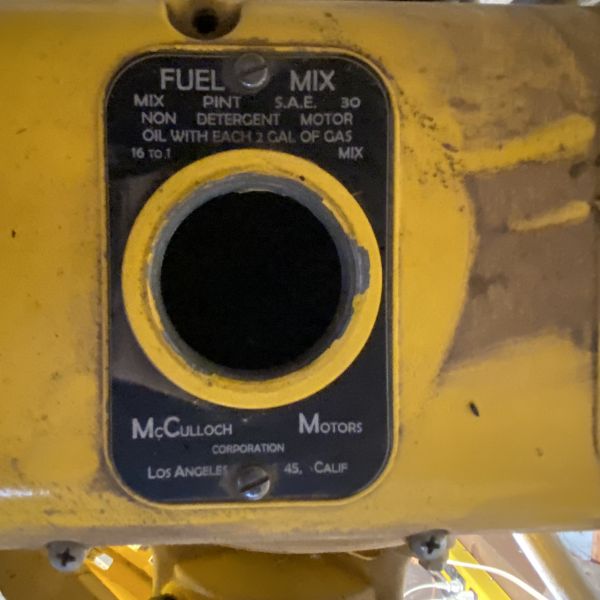 FUEL MIX
MIX PINT S.A.E. 30
NON DETERGENT MOTOR
OIL WITH EACH 2 GAL OF GAS
16 TO 1 MIX
McCULLOCH MOTORS
CORPORATION
LOS ANGELES 45, CALIF